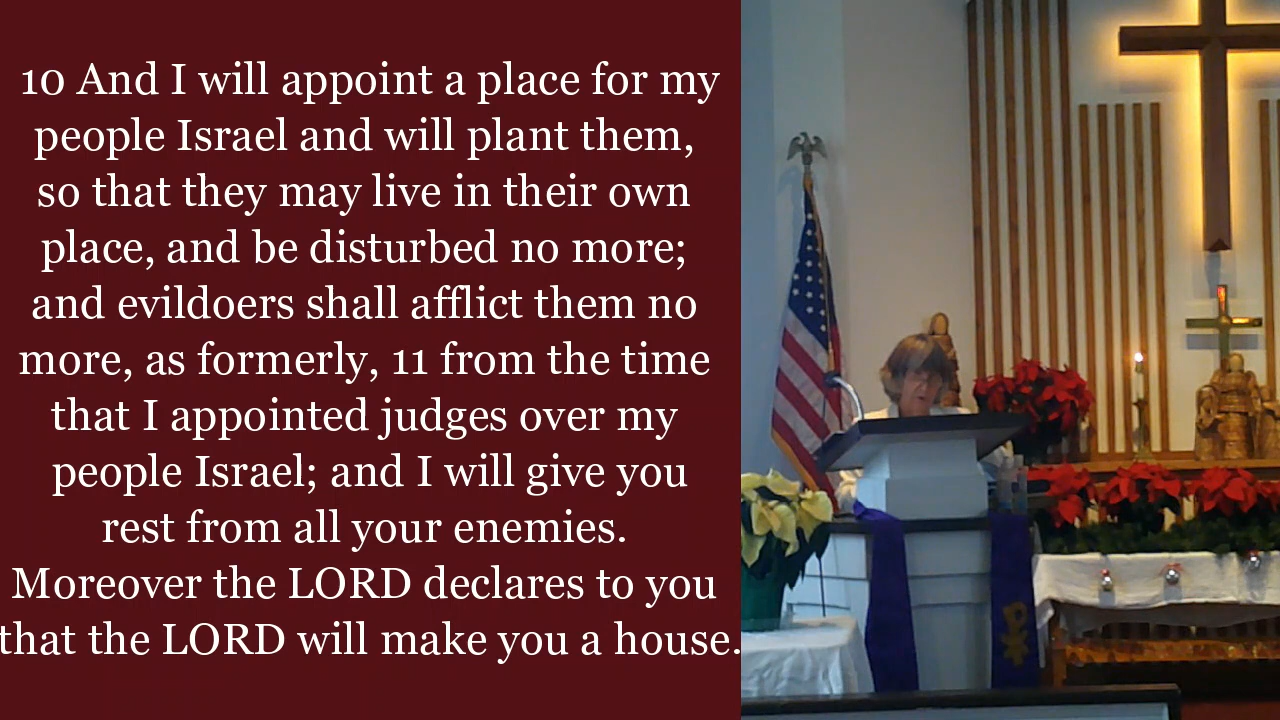 10 And I will appoint a place for my
people Israel and will plant them,
so that they may live in their own
place, and be disturbed no more;
and evildoers shall afflict them no
more, as formerly, 11 from the time
that I appointed judges over my
people Israel; and I will give you
rest from all your enemies.
Moreover the LORD declares to you
that the LORD will make you a house.